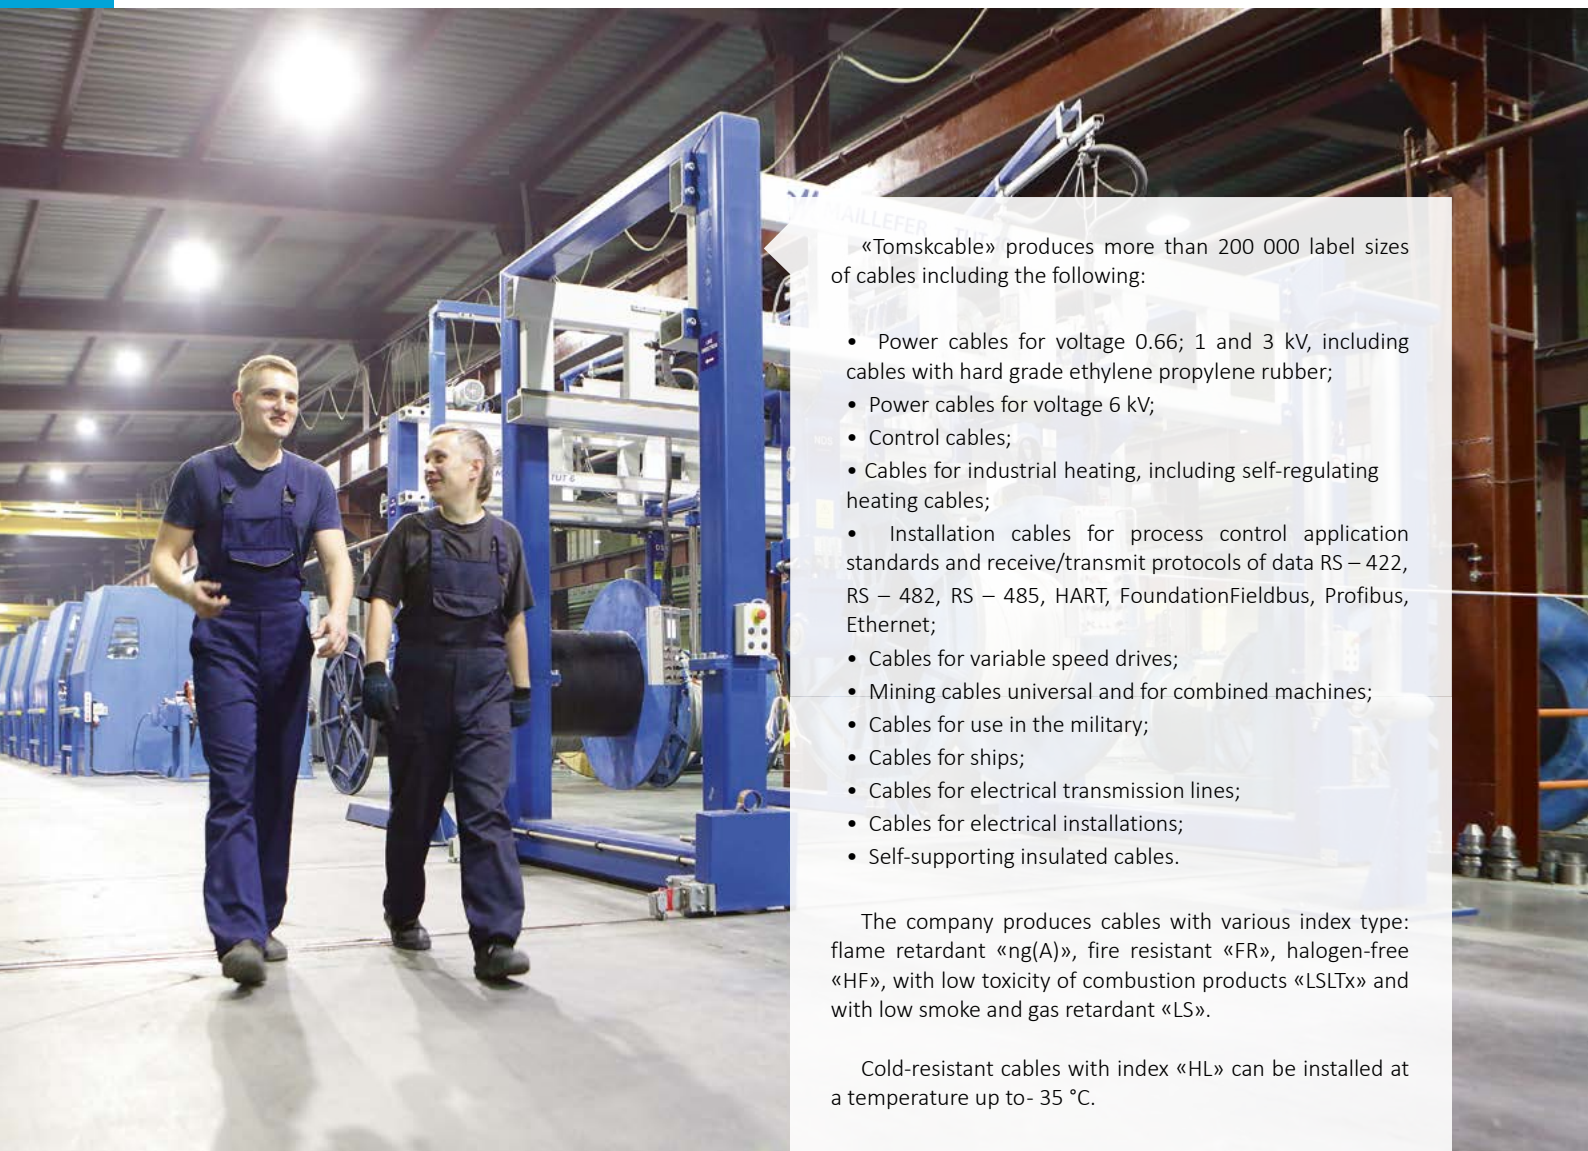 MAILLEFER TUT
TUT 6
«Tomskcable» produces more than 200 000 label sizes
of cables including the following:
• Power cables for voltage 0.66; 1 and 3 kV, including
cables with hard grade ethylene propylene rubber;
• Power cables for voltage 6 kV;
• Control cables;
• Cables for industrial heating, including self-regulating
heating cables;
• Installation cables for process control application
standards and receive/transmit protocols of data RS – 422,
RS – 482, RS – 485, HART, FoundationFieldbus, Profibus,
Ethernet;
• Cables for variable speed drives;
• Mining cables universal and for combined machines;
• Cables for use in the military;
• Cables for ships;
• Cables for electrical transmission lines;
• Cables for electrical installations;
• Self-supporting insulated cables.
The company produces cables with various index type:
flame retardant «ng(A)», fire resistant «FR», halogen-free
«HF», with low toxicity of combustion products «LSLTx» and
with low smoke and gas retardant «LS».
Cold-resistant cables with index «HL» can be installed at
a temperature up to- 35 °C.